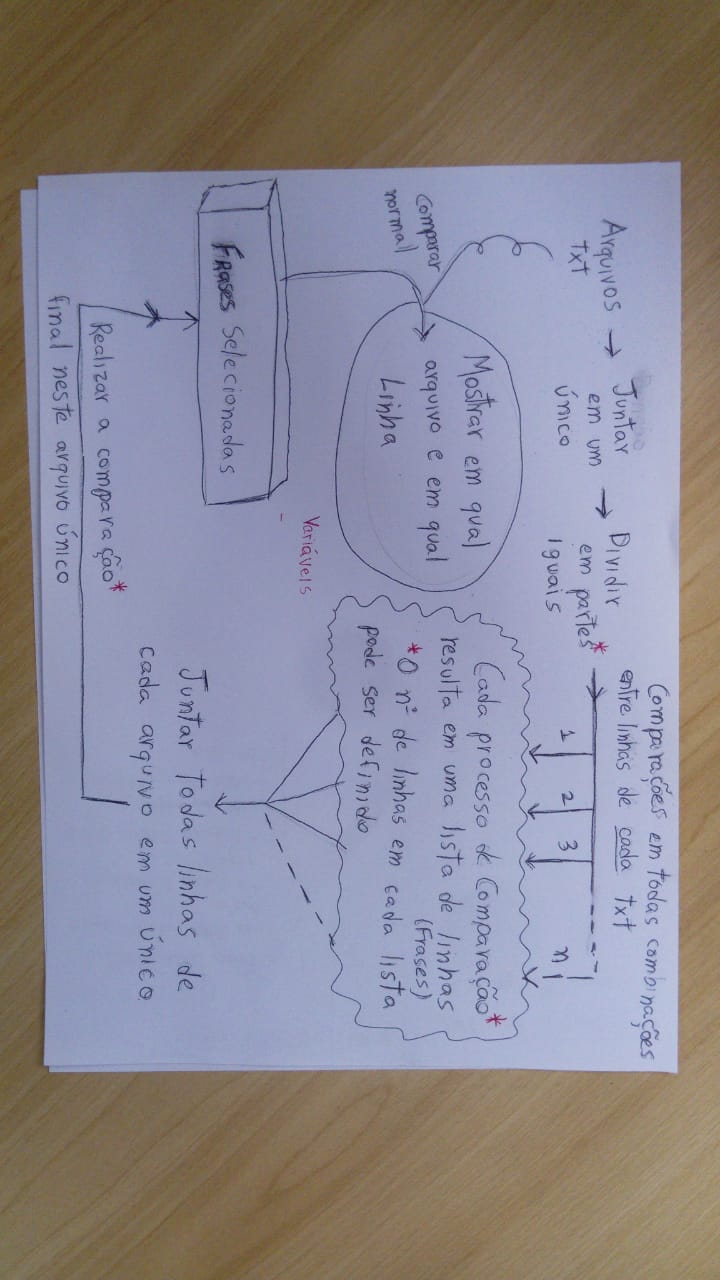 Arquivos
txt
Juntar
em um
único
Dividir
em partes*
iguais
Comparações em todas combinações
entre linhas de cada txt
1
2
3
n
Cada processo de Comparação*
resulta em uma lista de linhas
(Frases)
*O nº de linhas em cada lista
pode ser definido
Juntar todas linhas de
cada arquivo em um único
Realizar a comparação*
final neste arquivo único
Frases Selecionadas
Variáveis
Comparar
normal
Mostrar em qual
arquivo e em qual
Linha